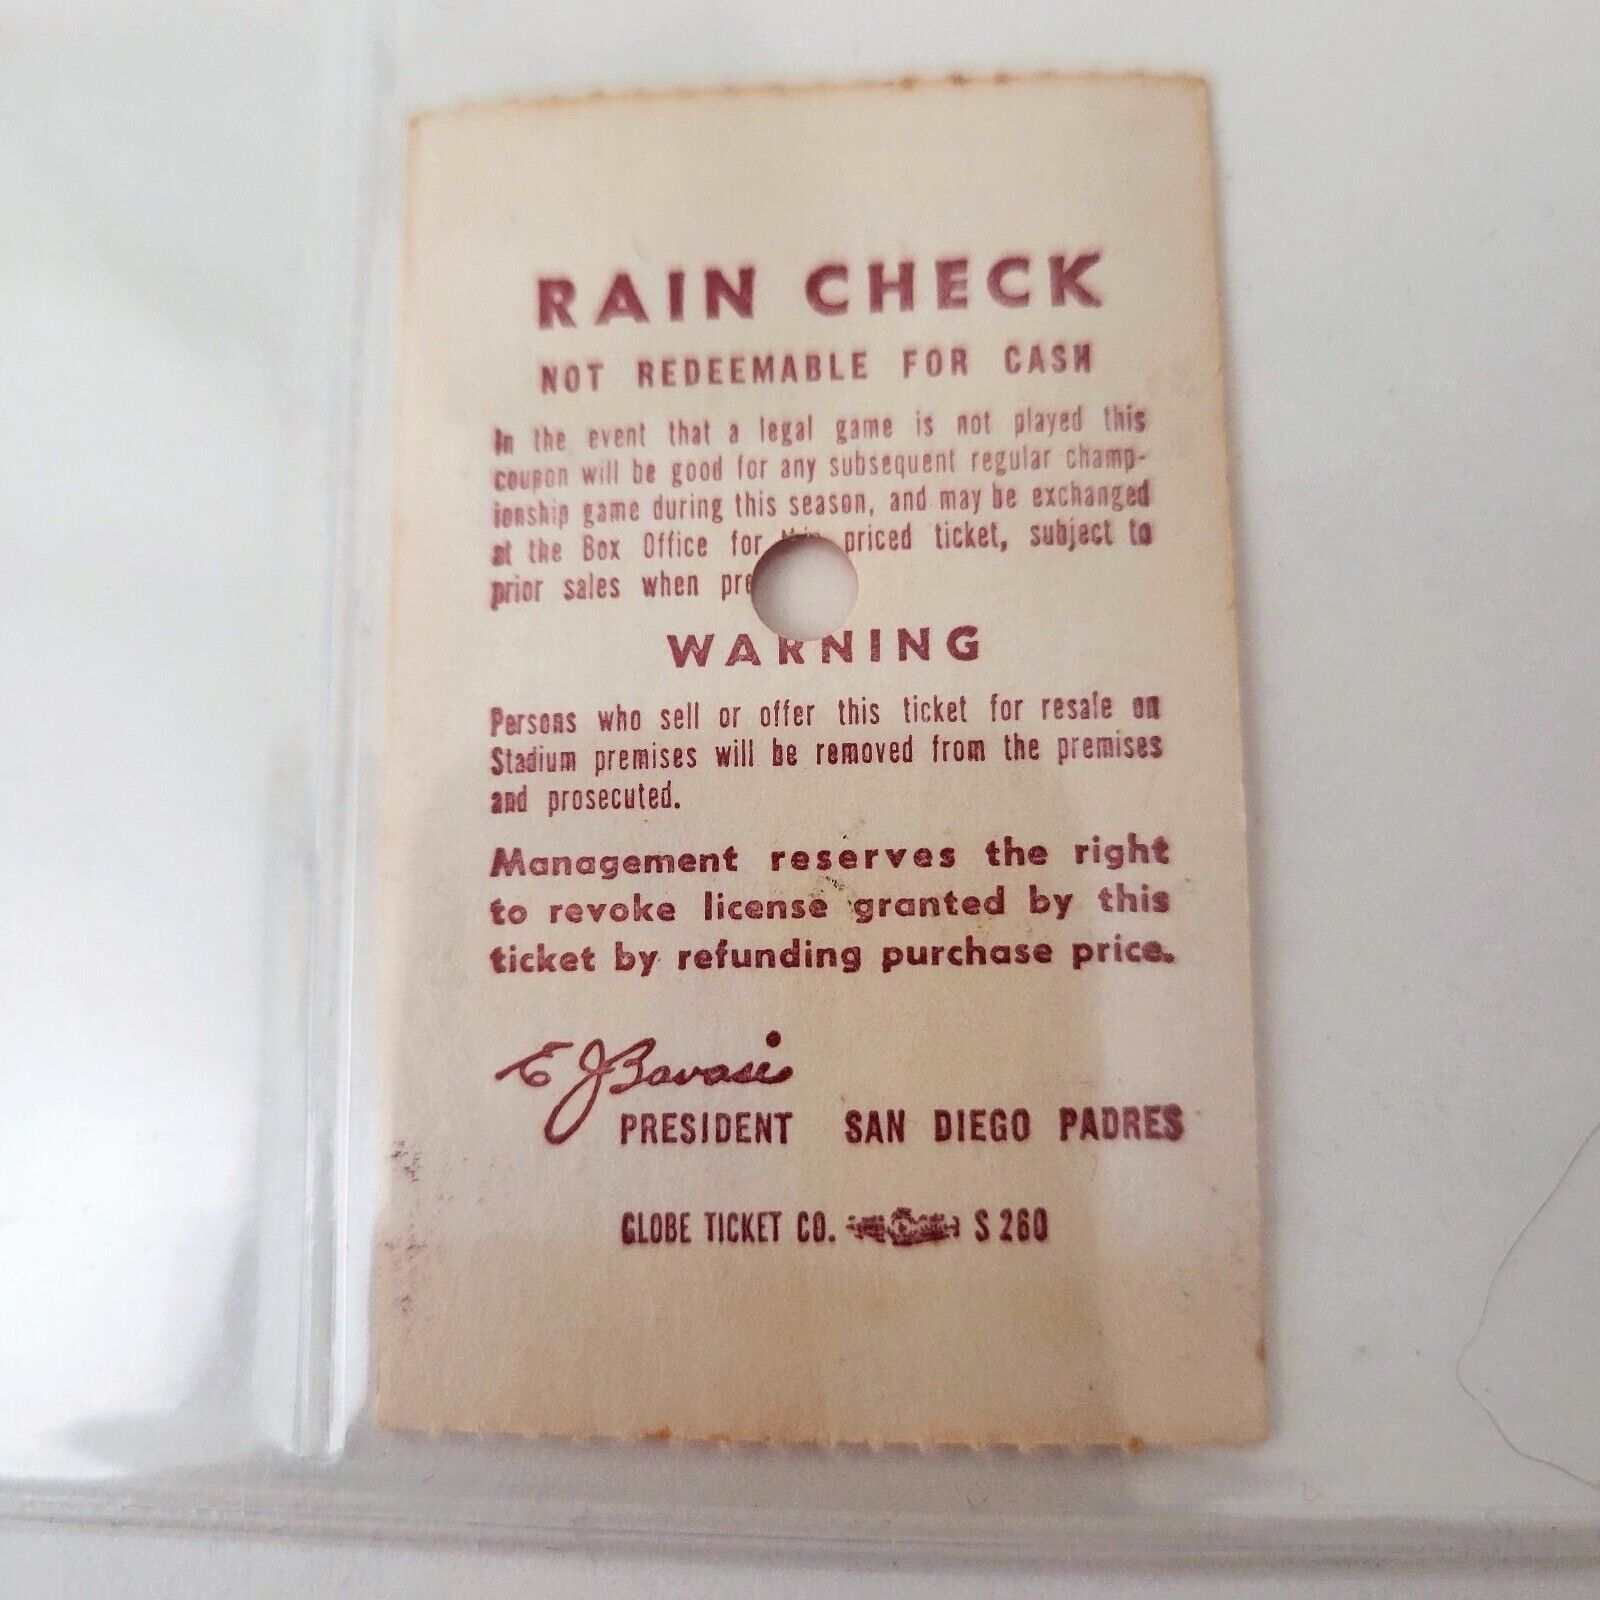 RAIN CHECK
NOT REDEEMABLE FOR CASH
In the event that a legal game is not played this
coupon will be good for any subsequent regular champ-
ionship game during this season, and may be exchanged
at the Box Office for priced ticket, subject to
prior sales when
WARNING
Persons who sell or offer this ticket for resale on
Stadium premises will be removed from the premises
and prosecuted.
Management reserves the right
to revoke license granted by this
ticket by refunding purchase price.
E J Bavasi
PRESIDENT SAN DIEGO PADRES
GLOBE TICKET CO. S 260